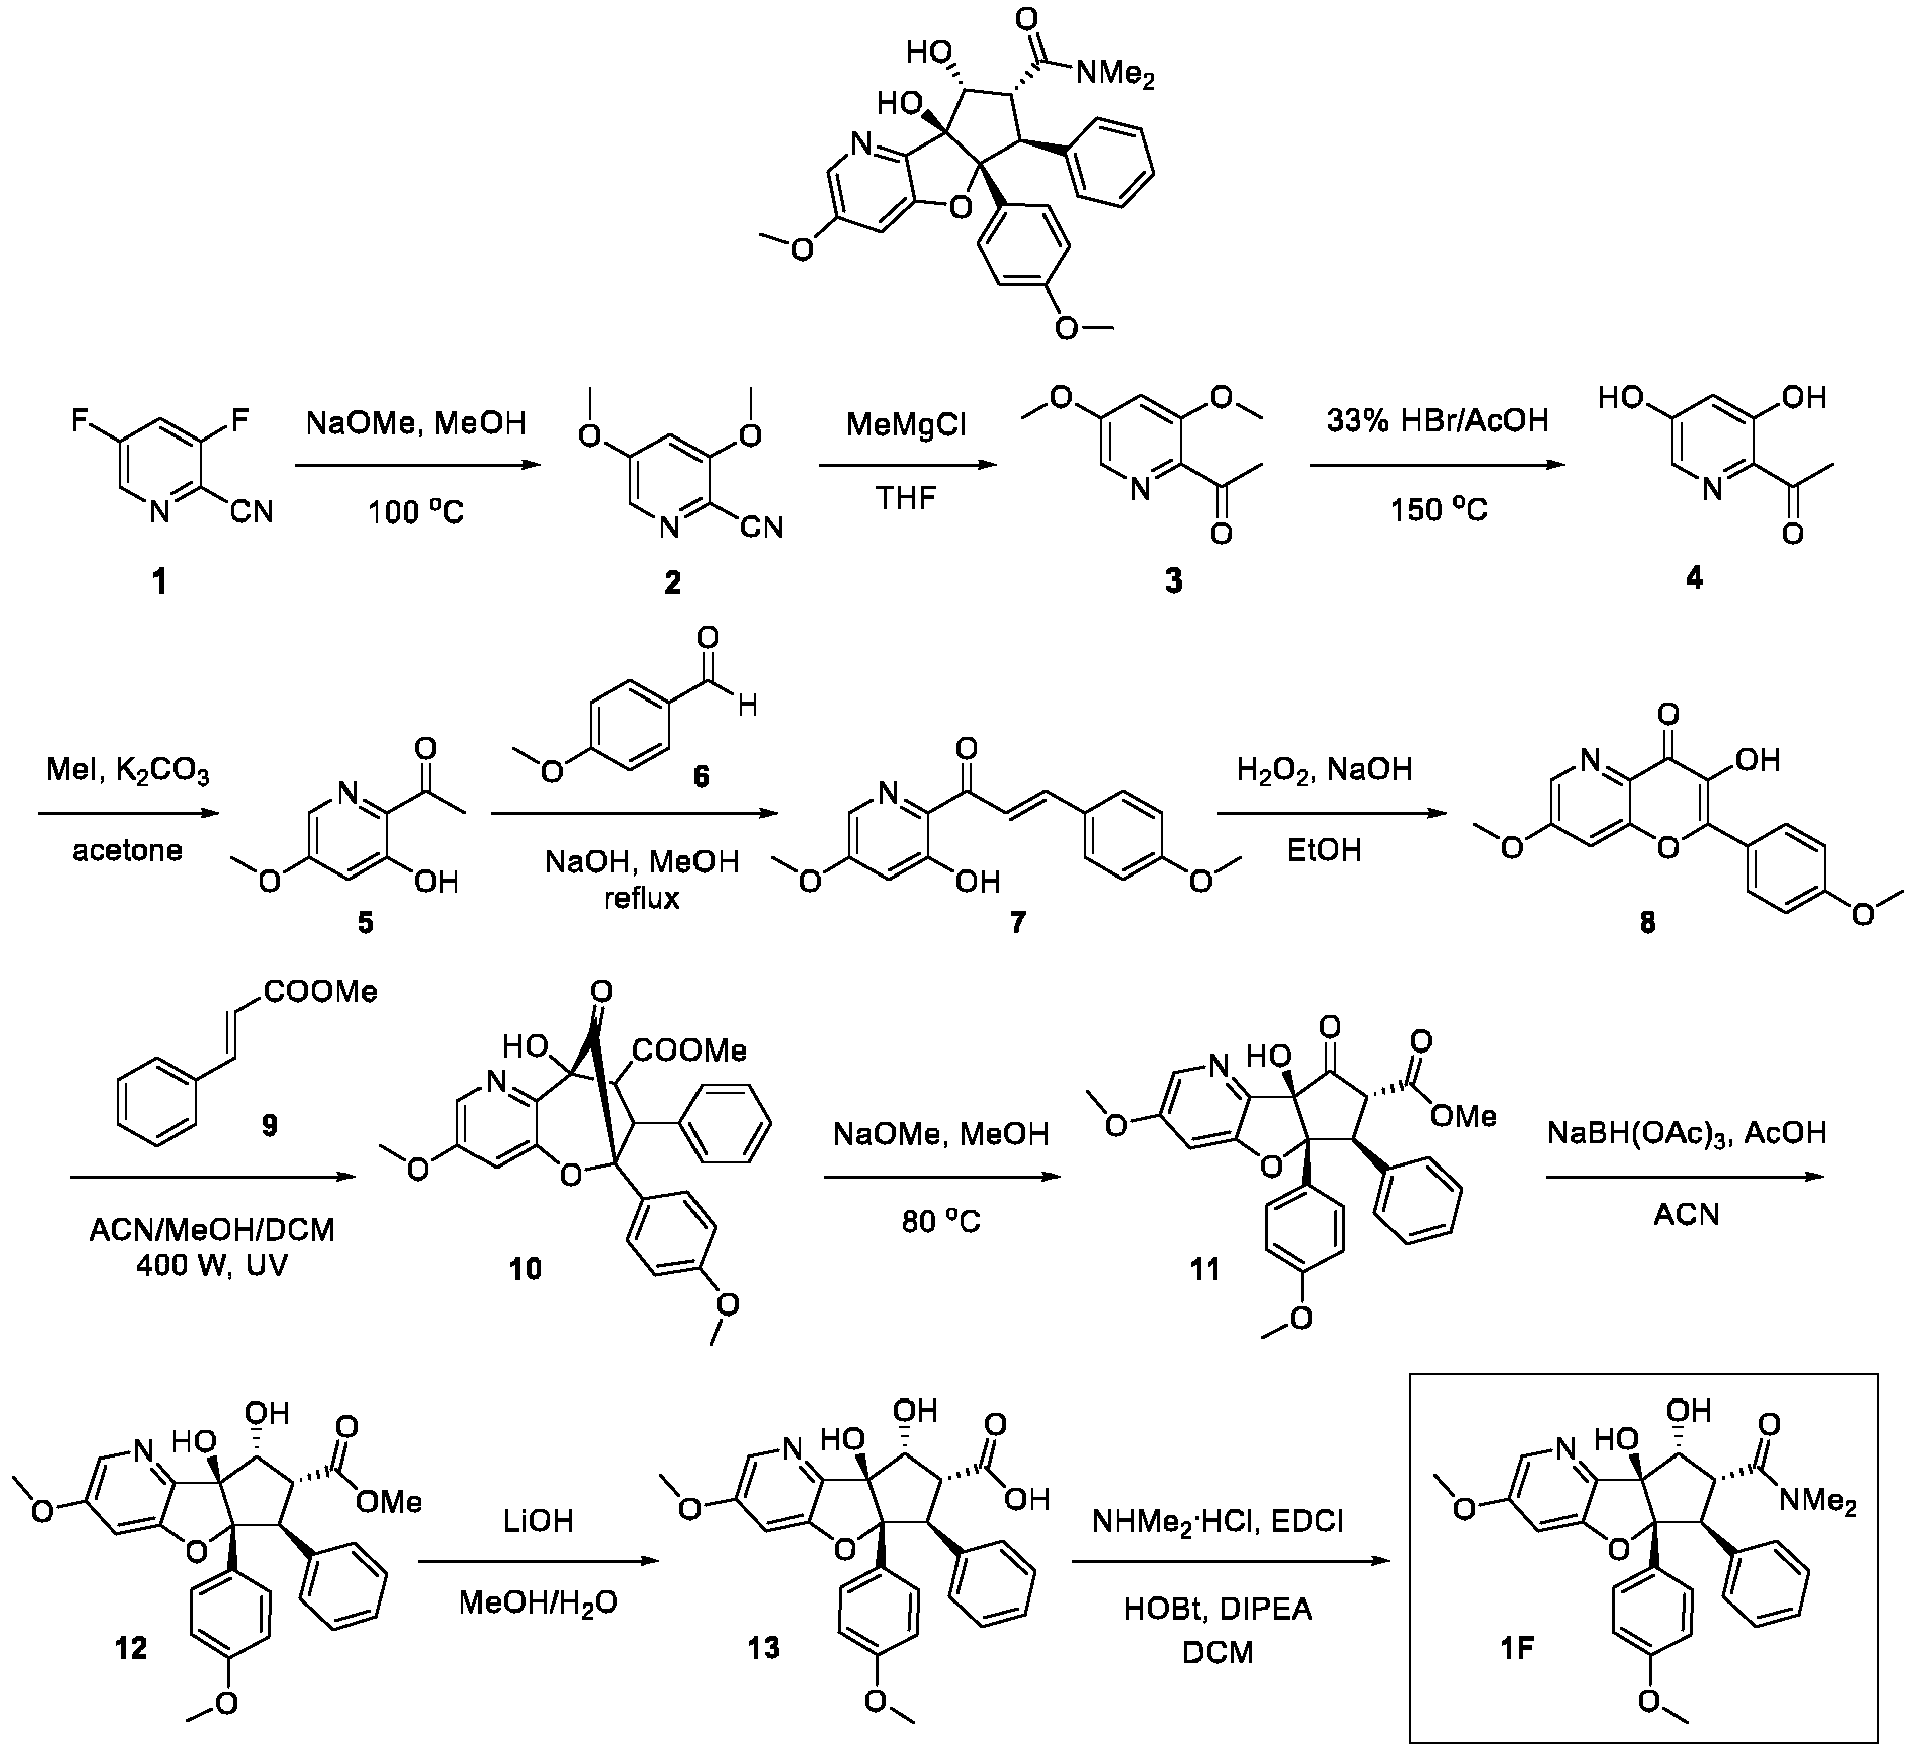 O
HO
NMe2
HO
N
O
O
O
F
F
NaOMe, MeOH
100 ºC
N
CN
1
O
O
MeMgCl
THF
N
CN
2
O
O
33% HBr/AcOH
150 ºC
N
O
3
HO
OH
N
O
4
MeI, K2CO3
acetone
O
N
O
OH
5
O
H
O
6
NaOH, MeOH
reflux
O
N
O
OH
O
7
H2O2, NaOH
EtOH
O
N
OH
O
O
O
8
COOMe
9
ACN/MeOH/DCM
400 W, UV
O
HO
COOMe
N
O
O
O
10
NaOMe, MeOH
80 ºC
O
HO
O
N
O
OMe
O
O
11
NaBH(OAc)3, AcOH
ACN
OH
HO
O
N
O
OMe
O
O
12
LiOH
MeOH/H2O
OH
HO
O
N
O
OH
O
O
13
NHMe2·HCl, EDCI
HOBt, DIPEA
DCM
OH
HO
O
N
O
NMe2
O
O
1F